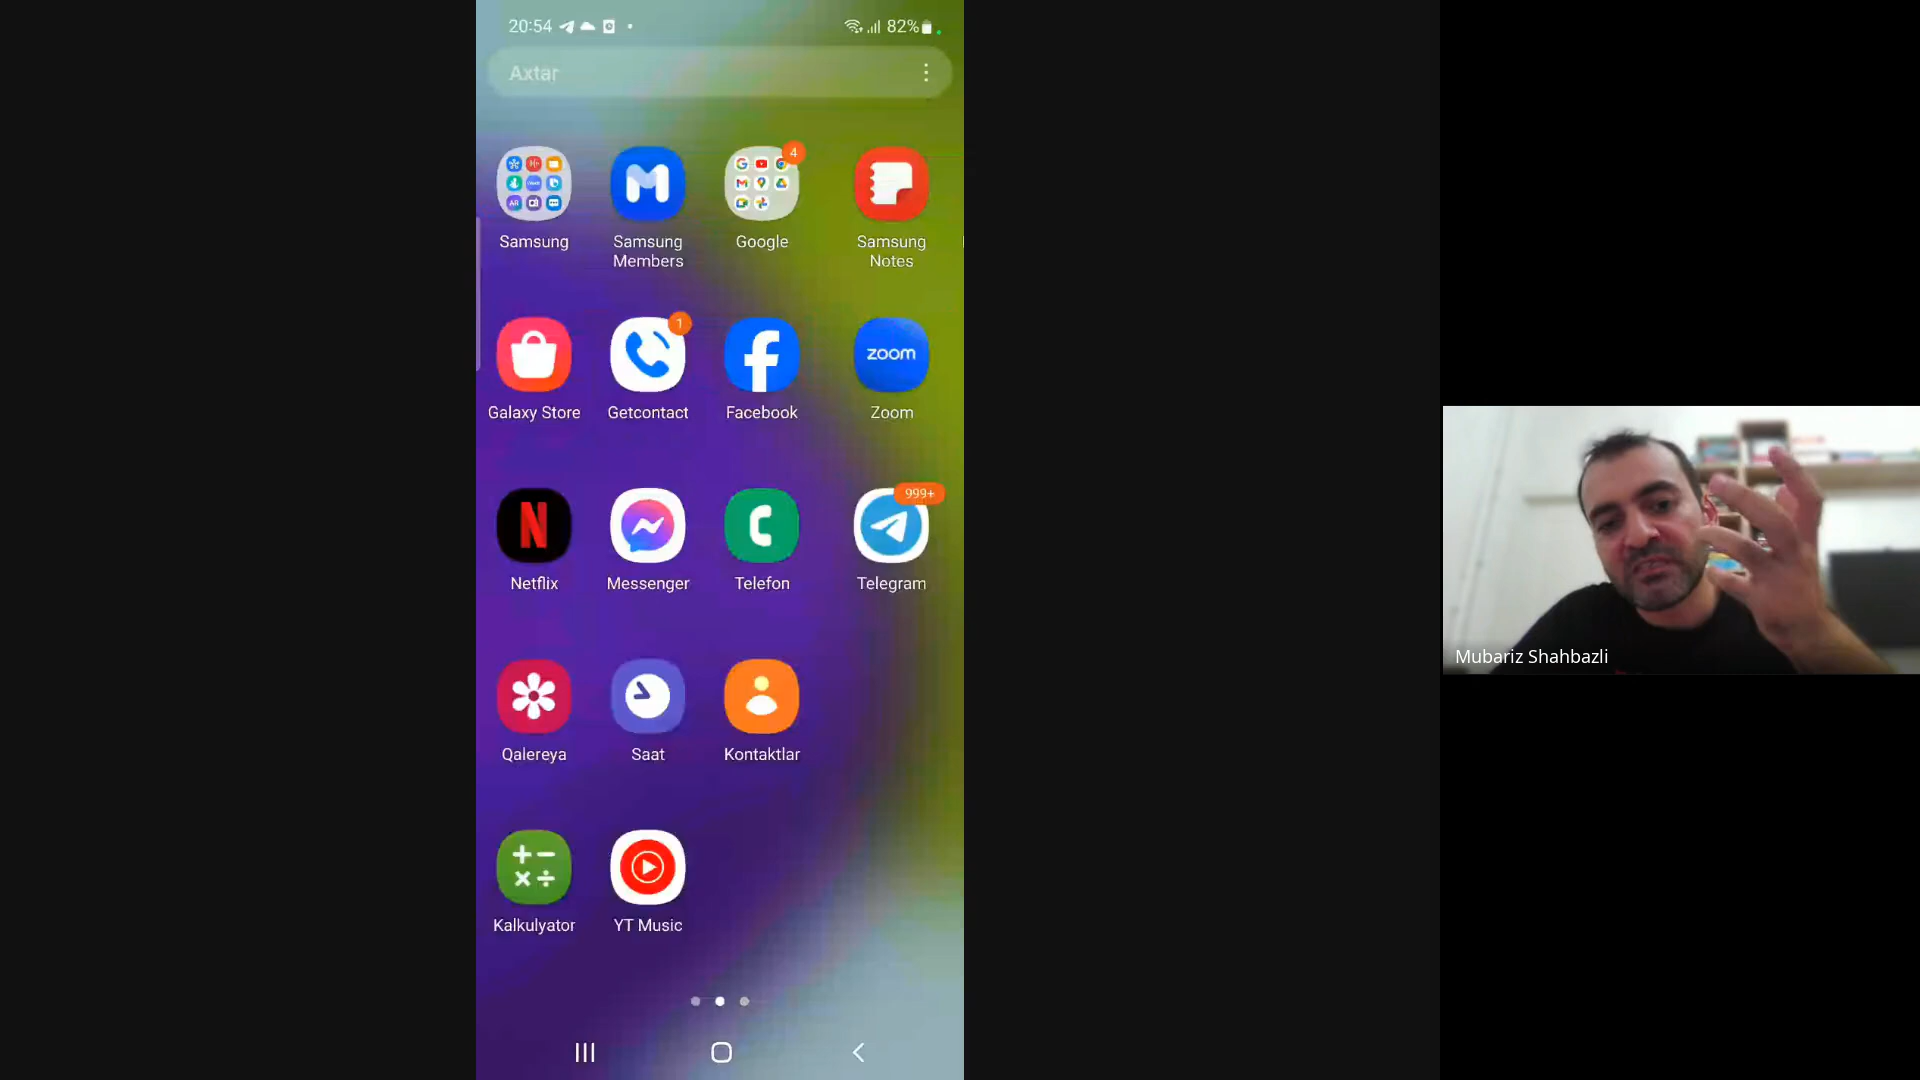 20:54
82%
Axtar
4
Samsung
Samsung
Members
Google
Samsung
Notes
1
zoom
Galaxy Store
Getcontact
Facebook
Zoom
999+
Netflix
Messenger
Telefon
Telegram
Qalereya
Saat
Kontaktlar
Kalkulyator
YT Music
Mubariz Shahbazli